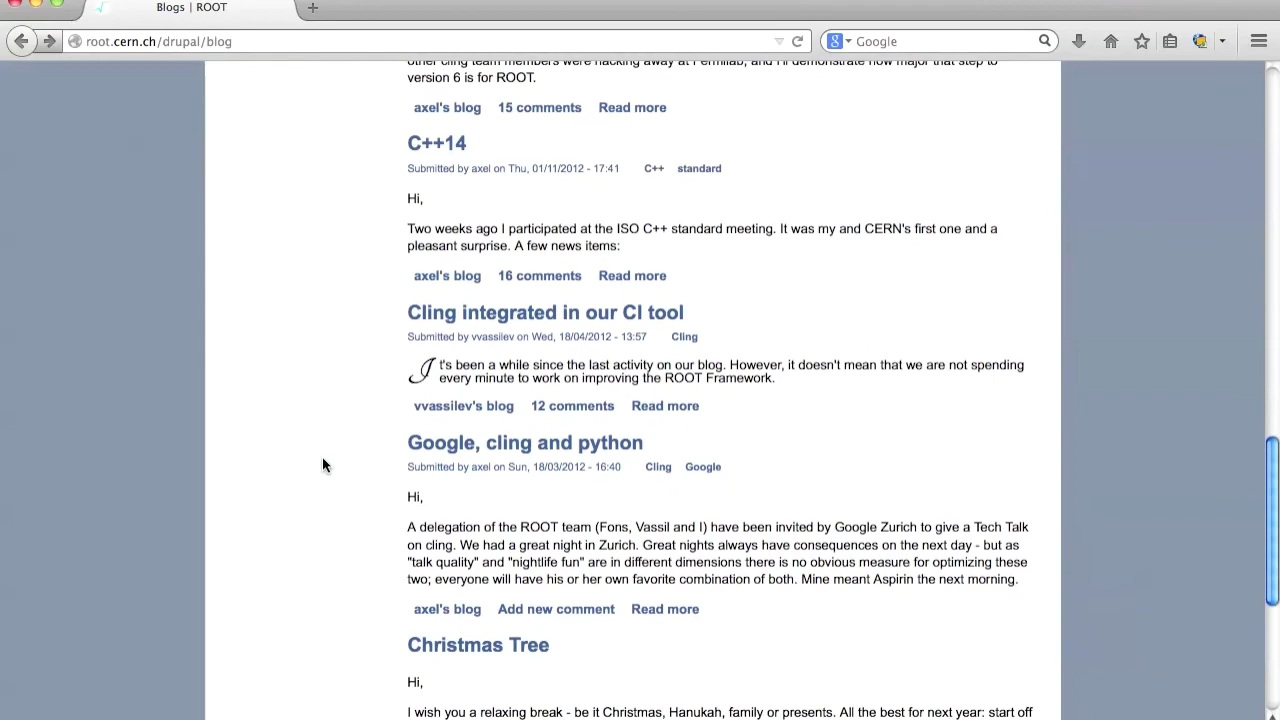 Blogs | ROOT
root.cern.ch/drupal/blog
Google
other cling team members were hacking away at Fermilab, and I'll demonstrate how major that step to
version 6 is for ROOT.
axel's blog 15 comments Read more
C++14
Submitted by axel on Thu, 01/11/2012 - 17:41 C++ standard
Hi,
Two weeks ago I participated at the ISO C++ standard meeting. It was my and CERN's first one and a
pleasant surprise. A few news items:
axel's blog 16 comments Read more
Cling integrated in our CI tool
Submitted by vvassilev on Wed, 18/04/2012 - 13:57 Cling
It's been a while since the last activity on our blog. However, it doesn't mean that we are not spending
every minute to work on improving the ROOT Framework.
vvassilev's blog 12 comments Read more
Google, cling and python
Submitted by axel on Sun, 18/03/2012 - 16:40 Cling Google
Hi,
A delegation of the ROOT team (Fons, Vassil and I) have been invited by Google Zurich to give a Tech Talk
on cling. We had a great night in Zurich. Great nights always have consequences on the next day - but as
"talk quality" and "nightlife fun" are in different dimensions there is no obvious measure for optimizing these
two; everyone will have his or her own favorite combination of both. Mine meant Aspirin the next morning.
axel's blog Add new comment Read more
Christmas Tree
Hi,
I wish you a relaxing break - be it Christmas, Hanukah, family or presents. All the best for next year: start off